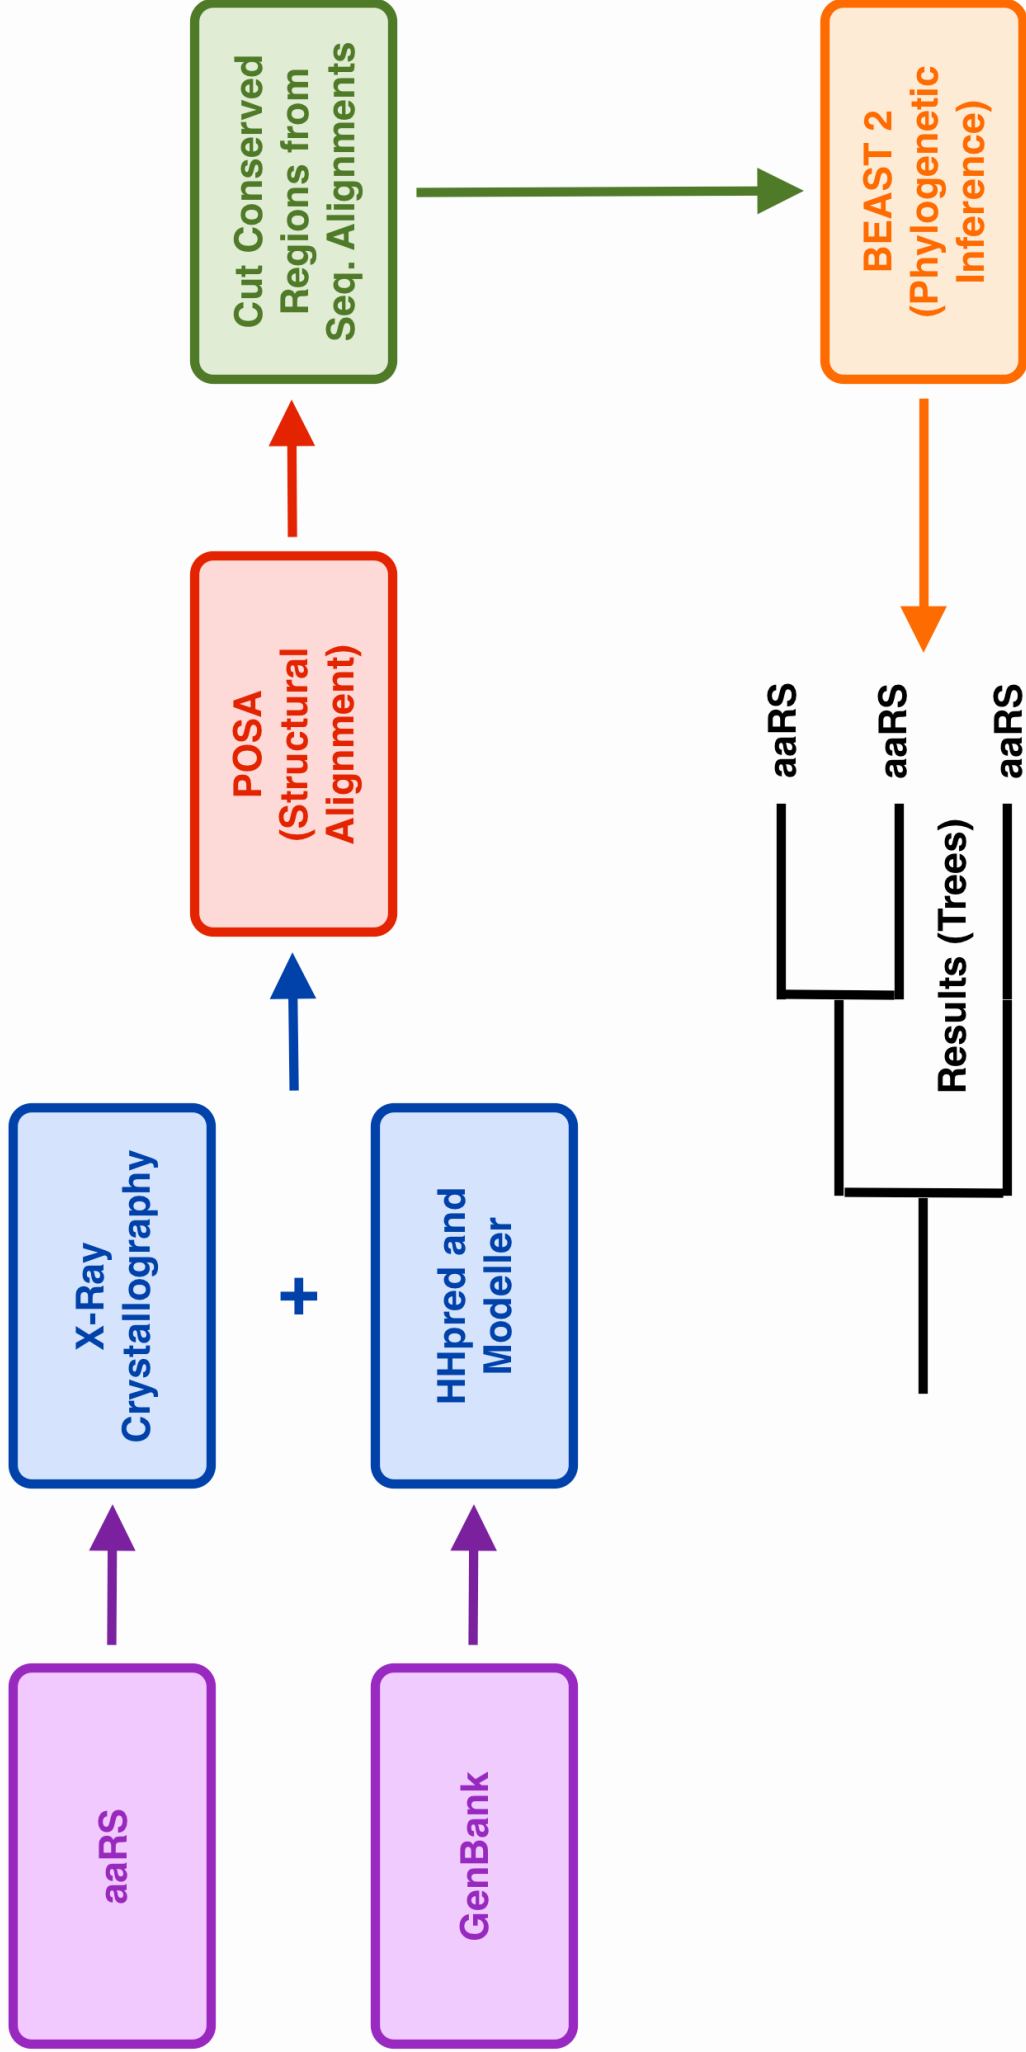 aaRS
X-Ray
Crystallography
+
GenBank
HHpred and
Modeller
POSA
(Structural
Alignment)
Cut Conserved
Regions from
Seq. Alignments
BEAST 2
(Phylogenetic
Inference)
aaRS
aaRS
Results (Trees)
aaRS